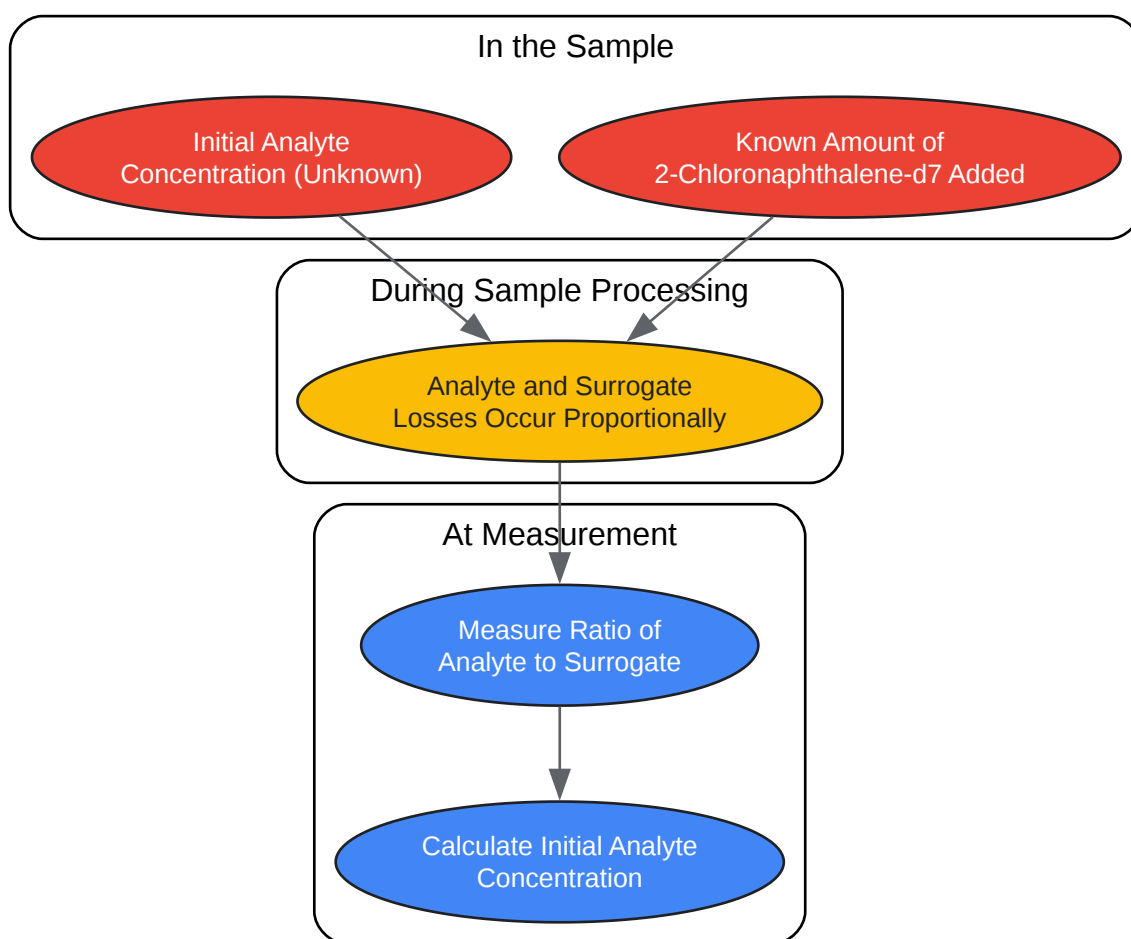 In the Sample
Initial Analyte
Concentration (Unknown)
Known Amount of
2-Chloronaphthalene-d7 Added
During Sample Processing
Analyte and Surrogate
Losses Occur Proportionally
At Measurement
Measure Ratio of
Analyte to Surrogate
Calculate Initial Analyte
Concentration